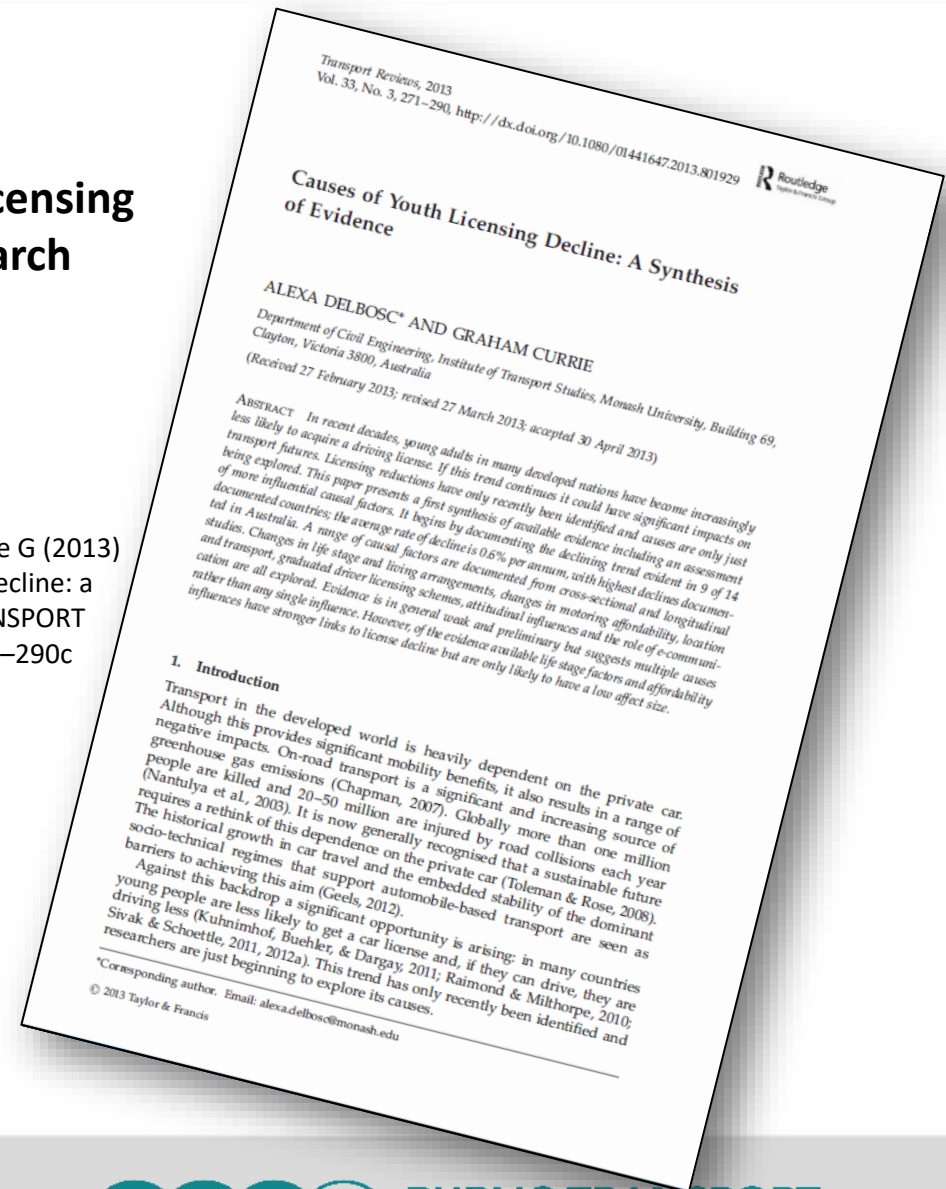 censing
arch
e G (2013)
ecline: a
NSPORT
–290c
Transport Reviews, 2013
Vol. 33, No. 3, 271–290, http://dx.doi.org/10.1080/01441647.2013.801929
Routledge
Taylor & Francis Group
Causes of Youth Licensing Decline: A Synthesis
of Evidence
ALEXA DELBOSC* AND GRAHAM CURRIE
Department of Civil Engineering, Institute of Transport Studies, Monash University, Building 69,
Clayton, Victoria 3800, Australia
(Received 27 February 2013; revised 27 March 2013; accepted 30 April 2013)
ABSTRACT In recent decades, young adults in many developed nations have become increasingly
less likely to acquire a driving license. If this trend continues it could have significant impacts on
transport futures. Licensing reductions have only recently been identified and causes are only just
being explored. This paper presents a first synthesis of available evidence including an assessment
of more influential causal factors. It begins by documenting the declining trend evident in 9 of 14
documented countries; the average rate of decline is 0.6% per annum, with highest declines documen-
ted in Australia. A range of causal factors are documented from cross-sectional and longitudinal
studies. Changes in life stage and living arrangements, changes in motoring affordability, location
and transport, graduated driver licensing schemes, attitudinal influences and the role of e-communi-
cation are all explored. Evidence is in general weak and preliminary but suggests multiple causes
rather than any single influence. However, of the evidence available life stage factors and affordability
influences have stronger links to license decline but are only likely to have a low affect size.
1. Introduction
Transport in the developed world is heavily dependent on the private car.
Although this provides significant mobility benefits, it also results in a range of
negative impacts. On-road transport is a significant and increasing source of
greenhouse gas emissions (Chapman, 2007). Globally more than one million
people are killed and 20–50 million are injured by road collisions each year
(Nantulya et al., 2003). It is now generally recognised that a sustainable future
requires a rethink of this dependence on the private car (Toleman & Rose, 2008).
The historical growth in car travel and the embedded stability of the dominant
socio-technical regimes that support automobile-based transport are seen as
barriers to achieving this aim (Geels, 2012).
Against this backdrop a significant opportunity is arising: in many countries
young people are less likely to get a car license and, if they can drive, they are
driving less (Kuhnimhof, Buehler, & Dargay, 2011; Raimond & Milthorpe, 2010;
Sivak & Schoettle, 2011, 2012a). This trend has only recently been identified and
researchers are just beginning to explore its causes.
*Corresponding author. Email: alexa.delbosc@monash.edu
© 2013 Taylor & Francis
PUBLIC TRANSPORT